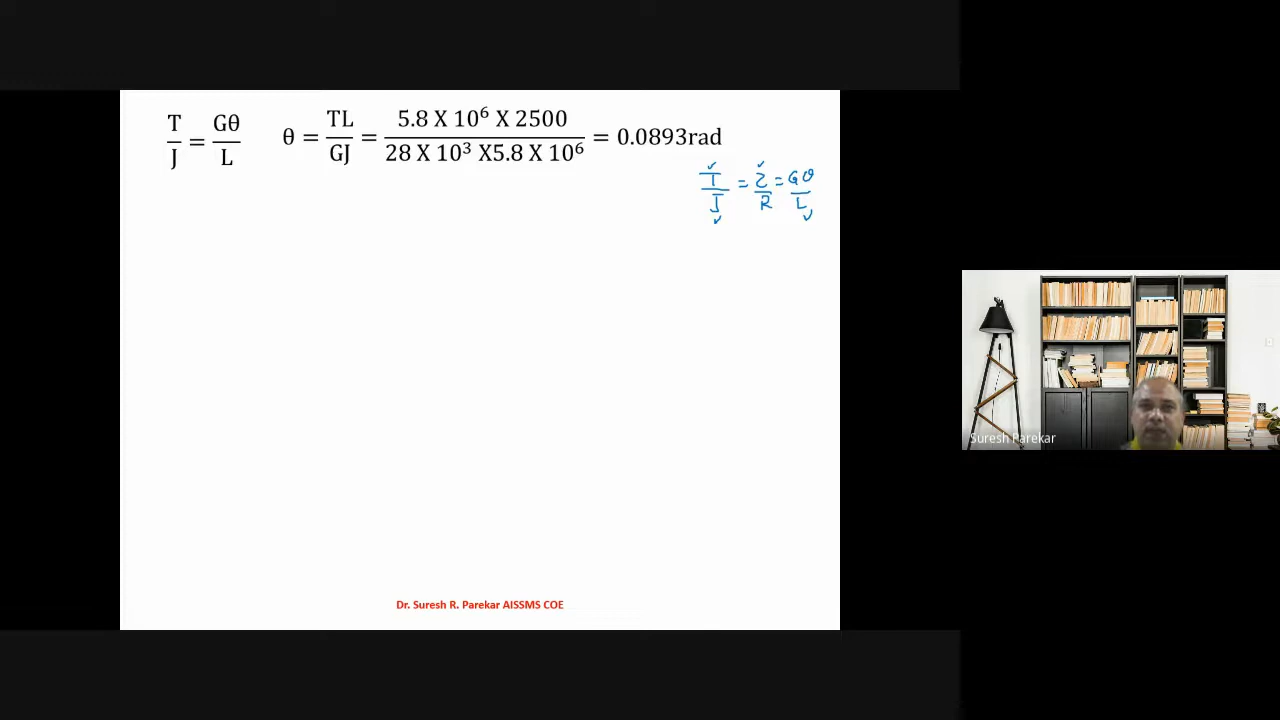 T/J = Gθ/L θ = TL/GJ = 5.8 X 10⁶ X 2500/28 X 10³ X5.8 X 10⁶ = 0.0893rad
T/J = τ/R = Gθ/L
Suresh Parekar
Dr. Suresh R. Parekar AISSMS COE